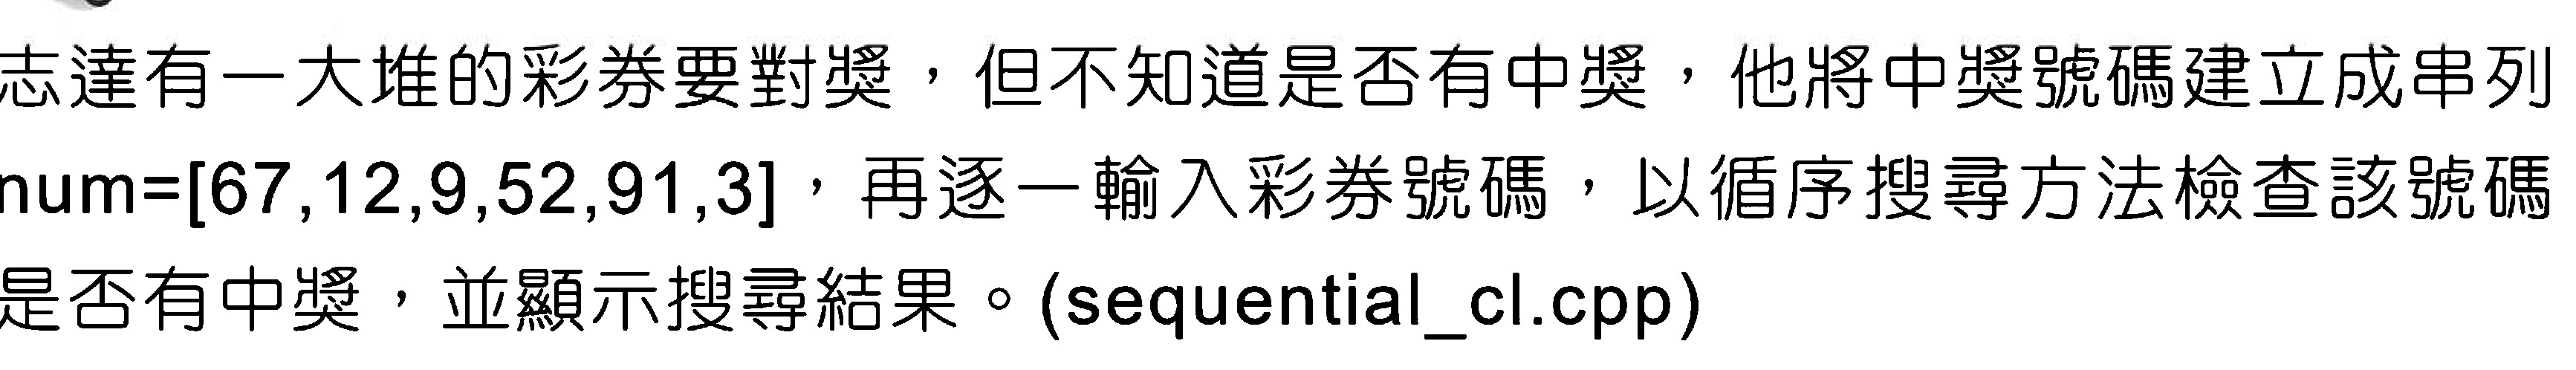 志達有一大堆的彩券要對獎，但不知道是否有中獎，他將中獎號碼建立成串列
num=[67,12,9,52,91,3]，再逐一輸入彩券號碼，以循序搜尋方法檢查該號碼
是否有中獎，並顯示搜尋結果。(sequential_cl.cpp)